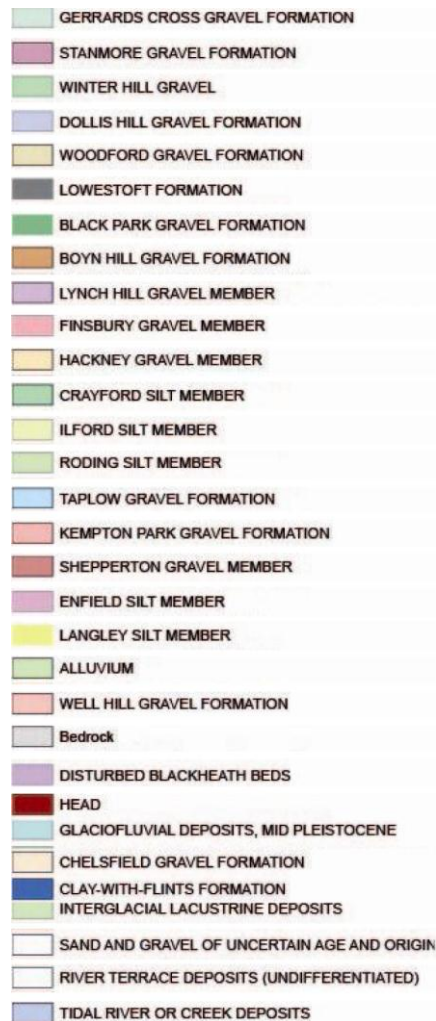 GERRARDS CROSS GRAVEL FORMATION
STANMORE GRAVEL FORMATION
WINTER HILL GRAVEL
DOLLIS HILL GRAVEL FORMATION
WOODFORD GRAVEL FORMATION
LOWESTOFT FORMATION
BLACK PARK GRAVEL FORMATION
BOYN HILL GRAVEL FORMATION
LYNCH HILL GRAVEL MEMBER
FINSBURY GRAVEL MEMBER
HACKNEY GRAVEL MEMBER
CRAYFORD SILT MEMBER
ILFORD SILT MEMBER
RODING SILT MEMBER
TAPLOW GRAVEL FORMATION
KEMPTON PARK GRAVEL FORMATION
SHEPPERTON GRAVEL MEMBER
ENFIELD SILT MEMBER
LANGLEY SILT MEMBER
ALLUVIUM
WELL HILL GRAVEL FORMATION
Bedrock
DISTURBED BLACKHEATH BEDS
HEAD
GLACIOFLUVIAL DEPOSITS, MID PLEISTOCENE
CHELSFIELD GRAVEL FORMATION
CLAY-WITH-FLINTS FORMATION
INTERGLACIAL LACUSTRINE DEPOSITS
SAND AND GRAVEL OF UNCERTAIN AGE AND ORIGIN
RIVER TERRACE DEPOSITS (UNDIFFERENTIATED)
TIDAL RIVER OR CREEK DEPOSITS